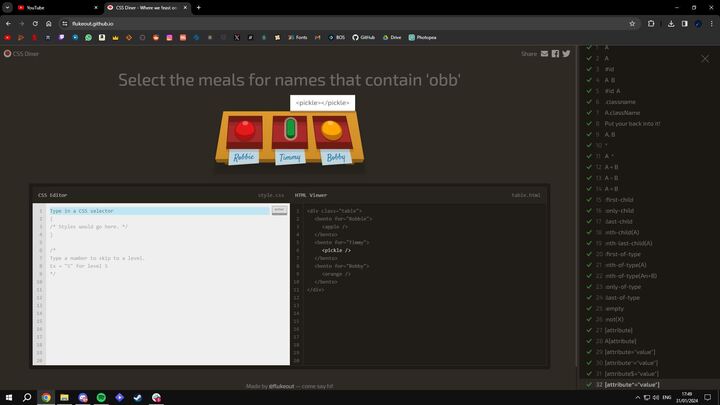 YouTube
CSS Diner - Where we feast on
flukeout.github.io
Fonts
BOS
GitHub
Drive
Photopea
CSS Diner
Share
Select the meals for names that contain 'obb'
<pickle></pickle>
Robbie
Timmy
Bobby
CSS Editor
style.css
HTML Viewer
table.html
1 Type in a CSS selector
enter
2 {
3 /* Styles would go here. */
4 }
5
6 /*
7 Type a number to skip to a level.
8 Ex → "5" for level 5
9 */
10
11
12
13
14
15
16
17
18
19
20
1 <div class="table">
2 <bento for="Robbie">
3 <apple />
4 </bento>
5 <bento for="Timmy">
6 <pickle />
7 </bento>
8 <bento for="Bobby">
9 <orange />
10 </bento>
11 </div>
12
13
14
15
16
17
18
19
20
Made by @flukeout — come say hi!
1 A
2 A
3 #id
4 A B
5 #id A
6 .classname
7 A.className
8 Put your back into it!
9 A, B
10 *
11 A *
12 A + B
13 A ~ B
14 A > B
15 :first-child
16 :only-child
17 :last-child
18 :nth-child(A)
19 :nth-last-child(A)
20 :first-of-type
21 :nth-of-type(A)
22 :nth-of-type(An+B)
23 :only-of-type
24 :last-of-type
25 :empty
26 :not(X)
27 [attribute]
28 A[attribute]
29 [attribute="value"]
30 [attribute^="value"]
31 [attribute$="value"]
32 [attribute*="value"]
ENG
17:49
31/01/2024